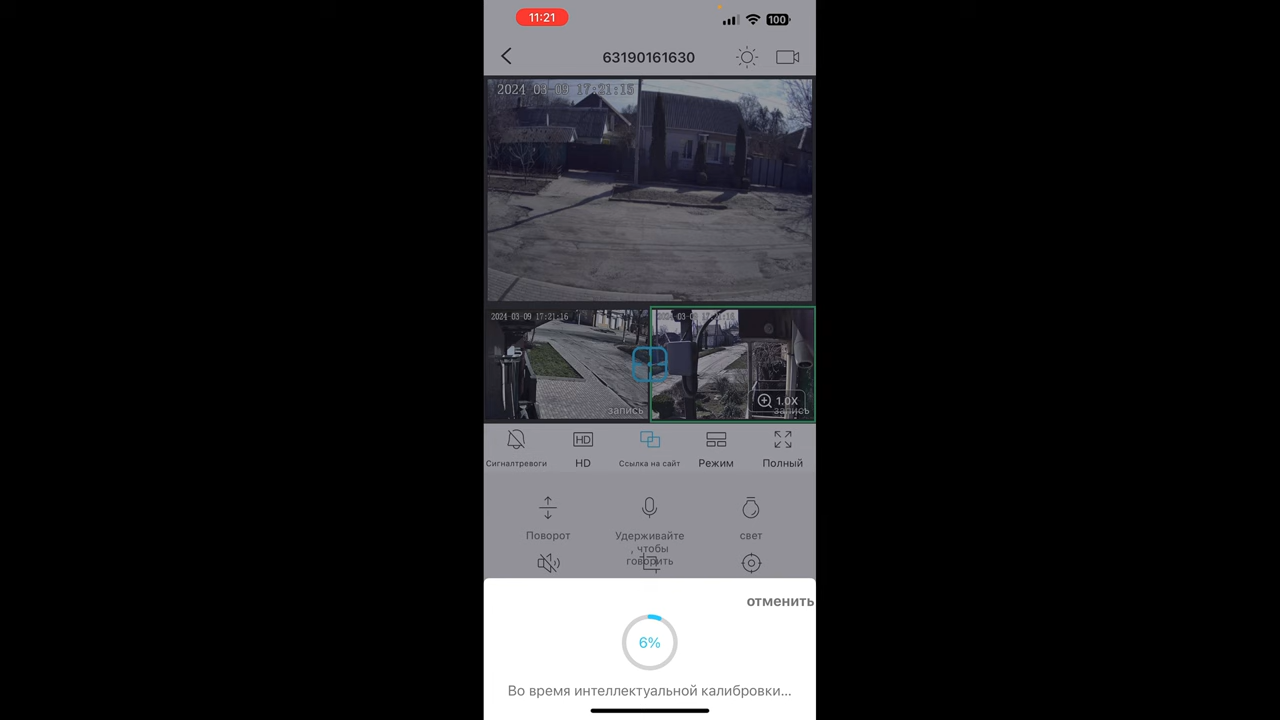 11:21
100
63190161630
2024-03-09 17:21:15
2024-03-09 17:21:16
запись
1.0X
запись
Сигналтревоги
HD
HD
Ссылка на сайт
Режим
Полный
Поворот
Удерживайте
, чтобы
говорить
свет
отменить
6%
Во время интеллектуальной калибровки...